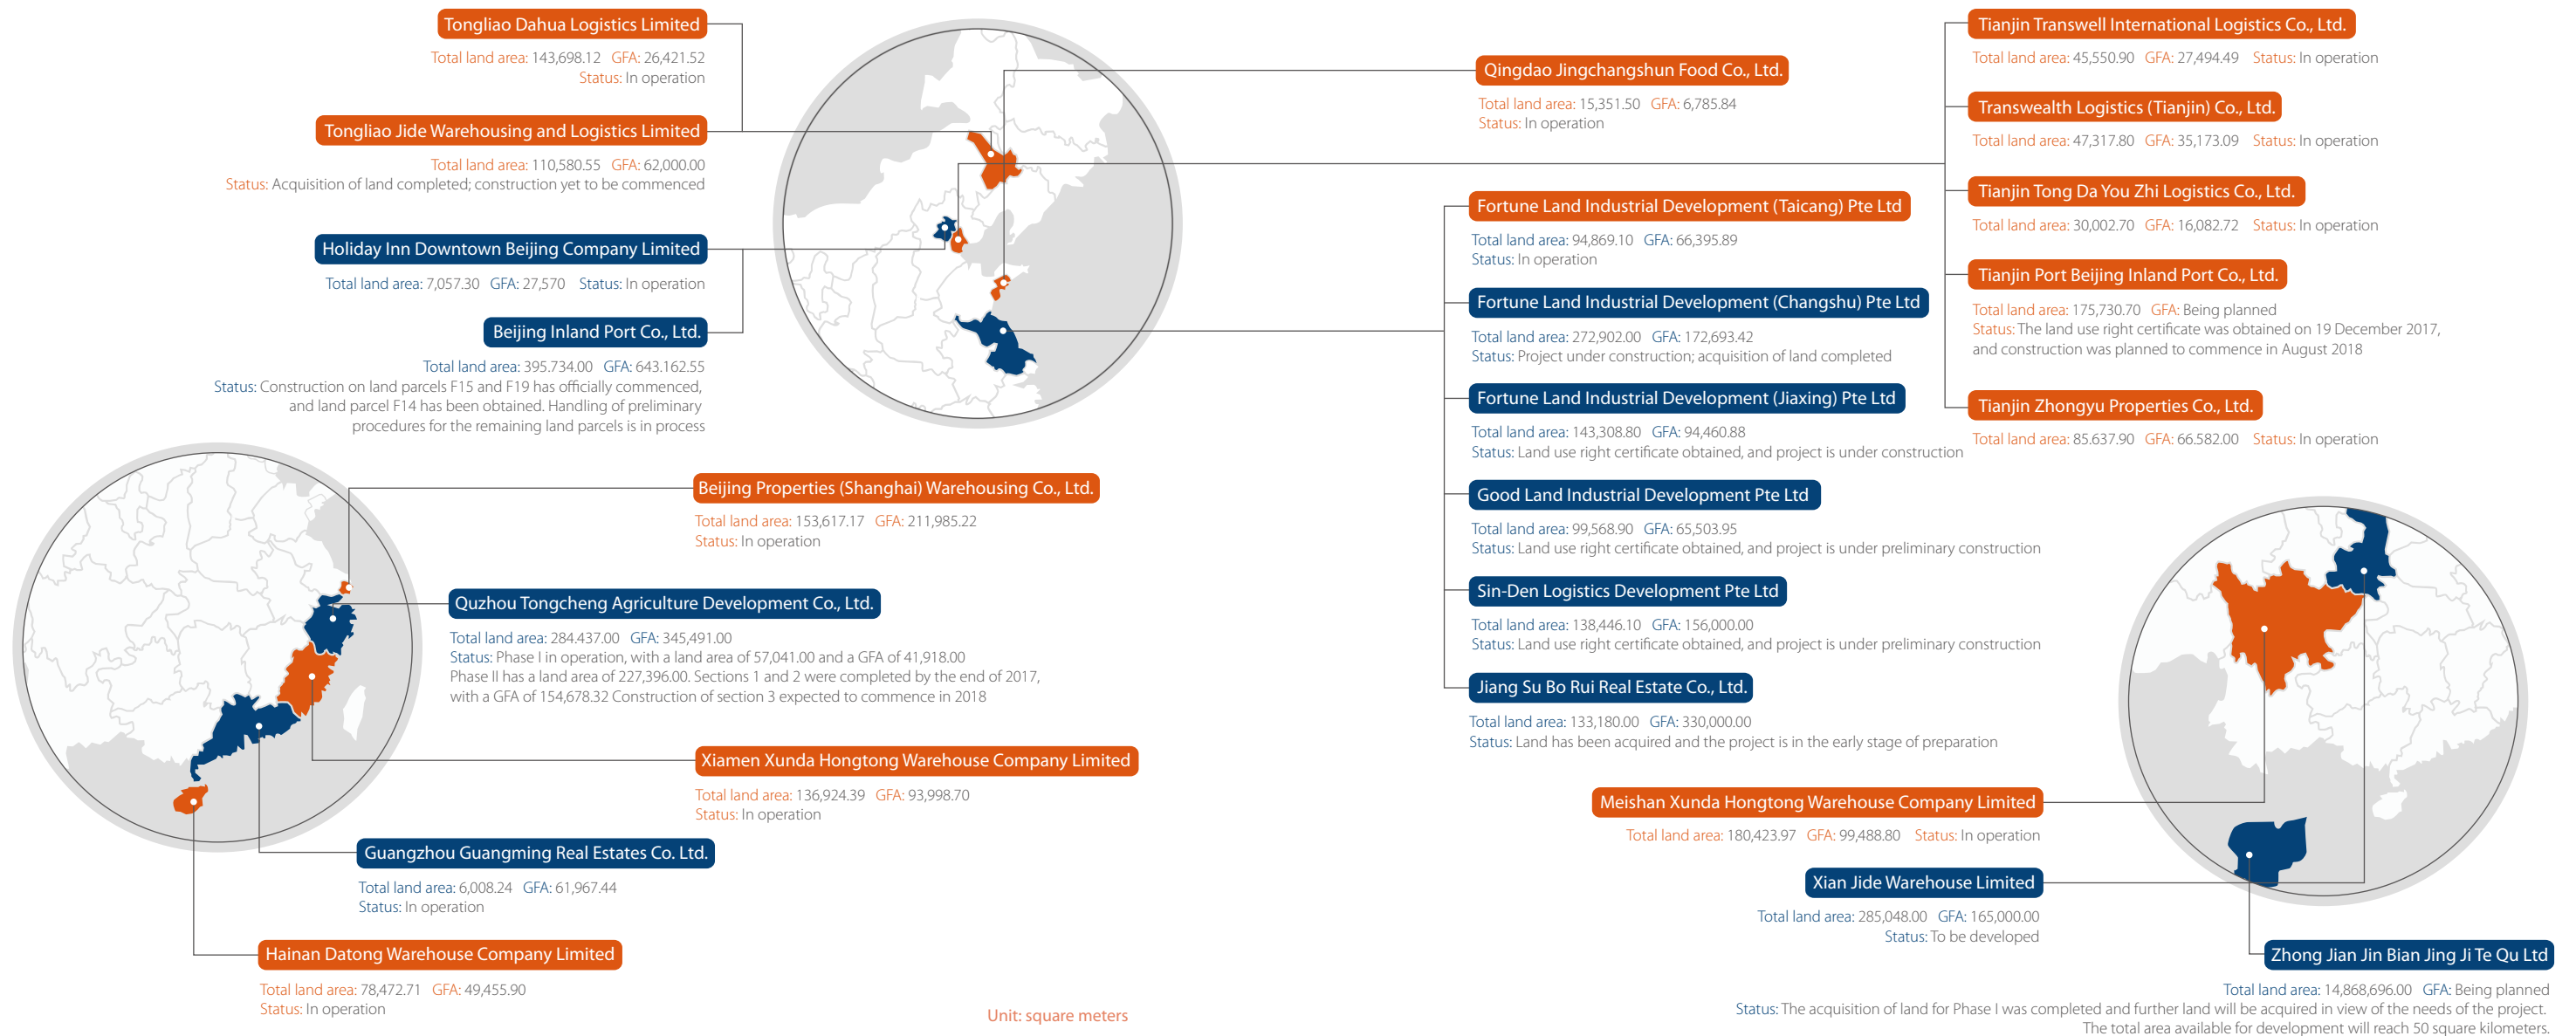 Tongliao Dahua Logistics Limited
Total land area: 143,698.12 GFA: 26,421.52
Status: In operation
Tongliao Jide Warehousing and Logistics Limited
Total land area: 110,580.55 GFA: 62,000.00
Status: Acquisition of land completed; construction yet to be commenced
Holiday Inn Downtown Beijing Company Limited
Total land area: 7,057.30 GFA: 27,570 Status: In operation
Beijing Inland Port Co., Ltd.
Total land area: 395.734.00 GFA: 643.162.55
Status: Construction on land parcels F15 and F19 has officially commenced,
and land parcel F14 has been obtained. Handling of preliminary
procedures for the remaining land parcels is in process
Qingdao Jingchangshun Food Co., Ltd.
Total land area: 15,351.50 GFA: 6,785.84
Status: In operation
Tianjin Transwell International Logistics Co., Ltd.
Total land area: 45,550.90 GFA: 27,494.49 Status: In operation
Transwealth Logistics (Tianjin) Co., Ltd.
Total land area: 47,317.80 GFA: 35,173.09 Status: In operation
Tianjin Tong Da You Zhi Logistics Co., Ltd.
Total land area: 30,002.70 GFA: 16,082.72 Status: In operation
Tianjin Port Beijing Inland Port Co., Ltd.
Total land area: 175,730.70 GFA: Being planned
Status: The land use right certificate was obtained on 19 December 2017,
and construction was planned to commence in August 2018
Tianjin Zhongyu Properties Co., Ltd.
Total land area: 85.637.90 GFA: 66.582.00 Status: In operation
Fortune Land Industrial Development (Taicang) Pte Ltd
Total land area: 94,869.10 GFA: 66,395.89
Status: In operation
Fortune Land Industrial Development (Changshu) Pte Ltd
Total land area: 272,902.00 GFA: 172,693.42
Status: Project under construction; acquisition of land completed
Fortune Land Industrial Development (Jiaxing) Pte Ltd
Total land area: 143,308.80 GFA: 94,460.88
Status: Land use right certificate obtained, and project is under construction
Good Land Industrial Development Pte Ltd
Total land area: 99,568.90 GFA: 65,503.95
Status: Land use right certificate obtained, and project is under preliminary construction
Sin-Den Logistics Development Pte Ltd
Total land area: 138,446.10 GFA: 156,000.00
Status: Land use right certificate obtained, and project is under preliminary construction
Jiang Su Bo Rui Real Estate Co., Ltd.
Total land area: 133,180.00 GFA: 330,000.00
Status: Land has been acquired and the project is in the early stage of preparation
Beijing Properties (Shanghai) Warehousing Co., Ltd.
Total land area: 153,617.17 GFA: 211,985.22
Status: In operation
Quzhou Tongcheng Agriculture Development Co., Ltd.
Total land area: 284.437.00 GFA: 345,491.00
Status: Phase I in operation, with a land area of 57,041.00 and a GFA of 41,918.00
Phase II has a land area of 227,396.00. Sections 1 and 2 were completed by the end of 2017,
with a GFA of 154,678.32 Construction of section 3 expected to commence in 2018
Xiamen Xunda Hongtong Warehouse Company Limited
Total land area: 136,924.39 GFA: 93,998.70
Status: In operation
Guangzhou Guangming Real Estates Co. Ltd.
Total land area: 6,008.24 GFA: 61,967.44
Status: In operation
Hainan Datong Warehouse Company Limited
Total land area: 78,472.71 GFA: 49,455.90
Status: In operation
Meishan Xunda Hongtong Warehouse Company Limited
Total land area: 180,423.97 GFA: 99,488.80 Status: In operation
Xian Jide Warehouse Limited
Total land area: 285,048.00 GFA: 165,000.00
Status: To be developed
Zhong Jian Jin Bian Jing Ji Te Qu Ltd
Total land area: 14,868,696.00 GFA: Being planned
Status: The acquisition of land for Phase I was completed and further land will be acquired in view of the needs of the project.
The total area available for development will reach 50 square kilometers.
Unit: square meters